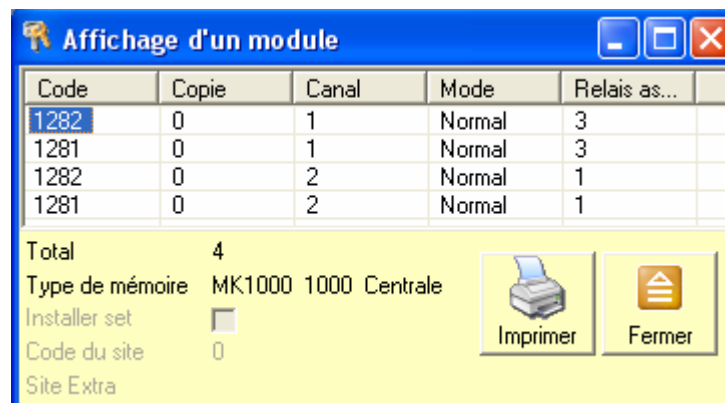 Affichage d'un module
Code Copie Canal Mode Relais as...
1282 0 1 Normal 3
1281 0 1 Normal 3
1282 0 2 Normal 1
1281 0 2 Normal 1
Total 4
Type de mémoire MK1000 1000 Centrale
Installer set
Code du site 0
Site Extra
Imprimer
Fermer